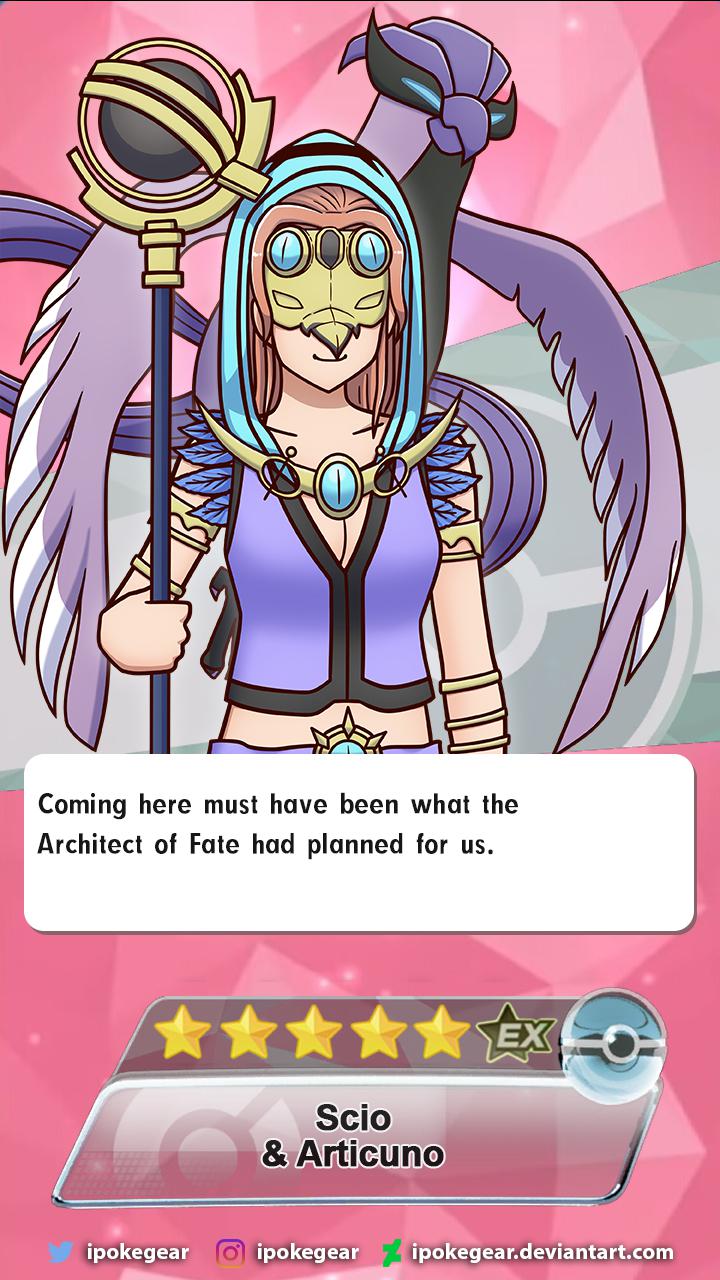 Coming here must have been what the
Architect of Fate had planned for us.
EX
Scio
& Articuno
ipokegear ipokegear ipokegear.deviantart.com